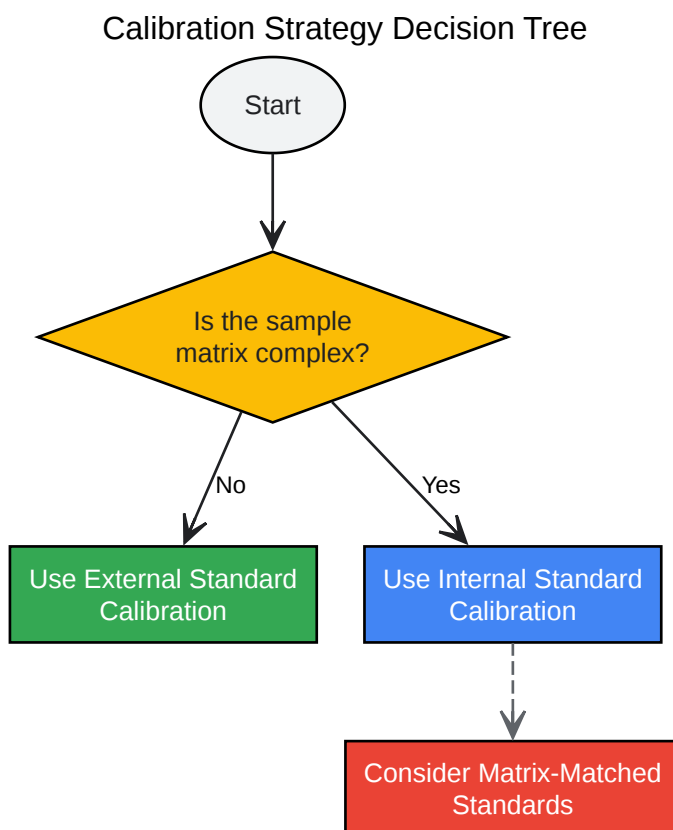 Calibration Strategy Decision Tree
Start
Is the sample
matrix complex?
No
Yes
Use External Standard
Calibration
Use Internal Standard
Calibration
Consider Matrix-Matched
Standards